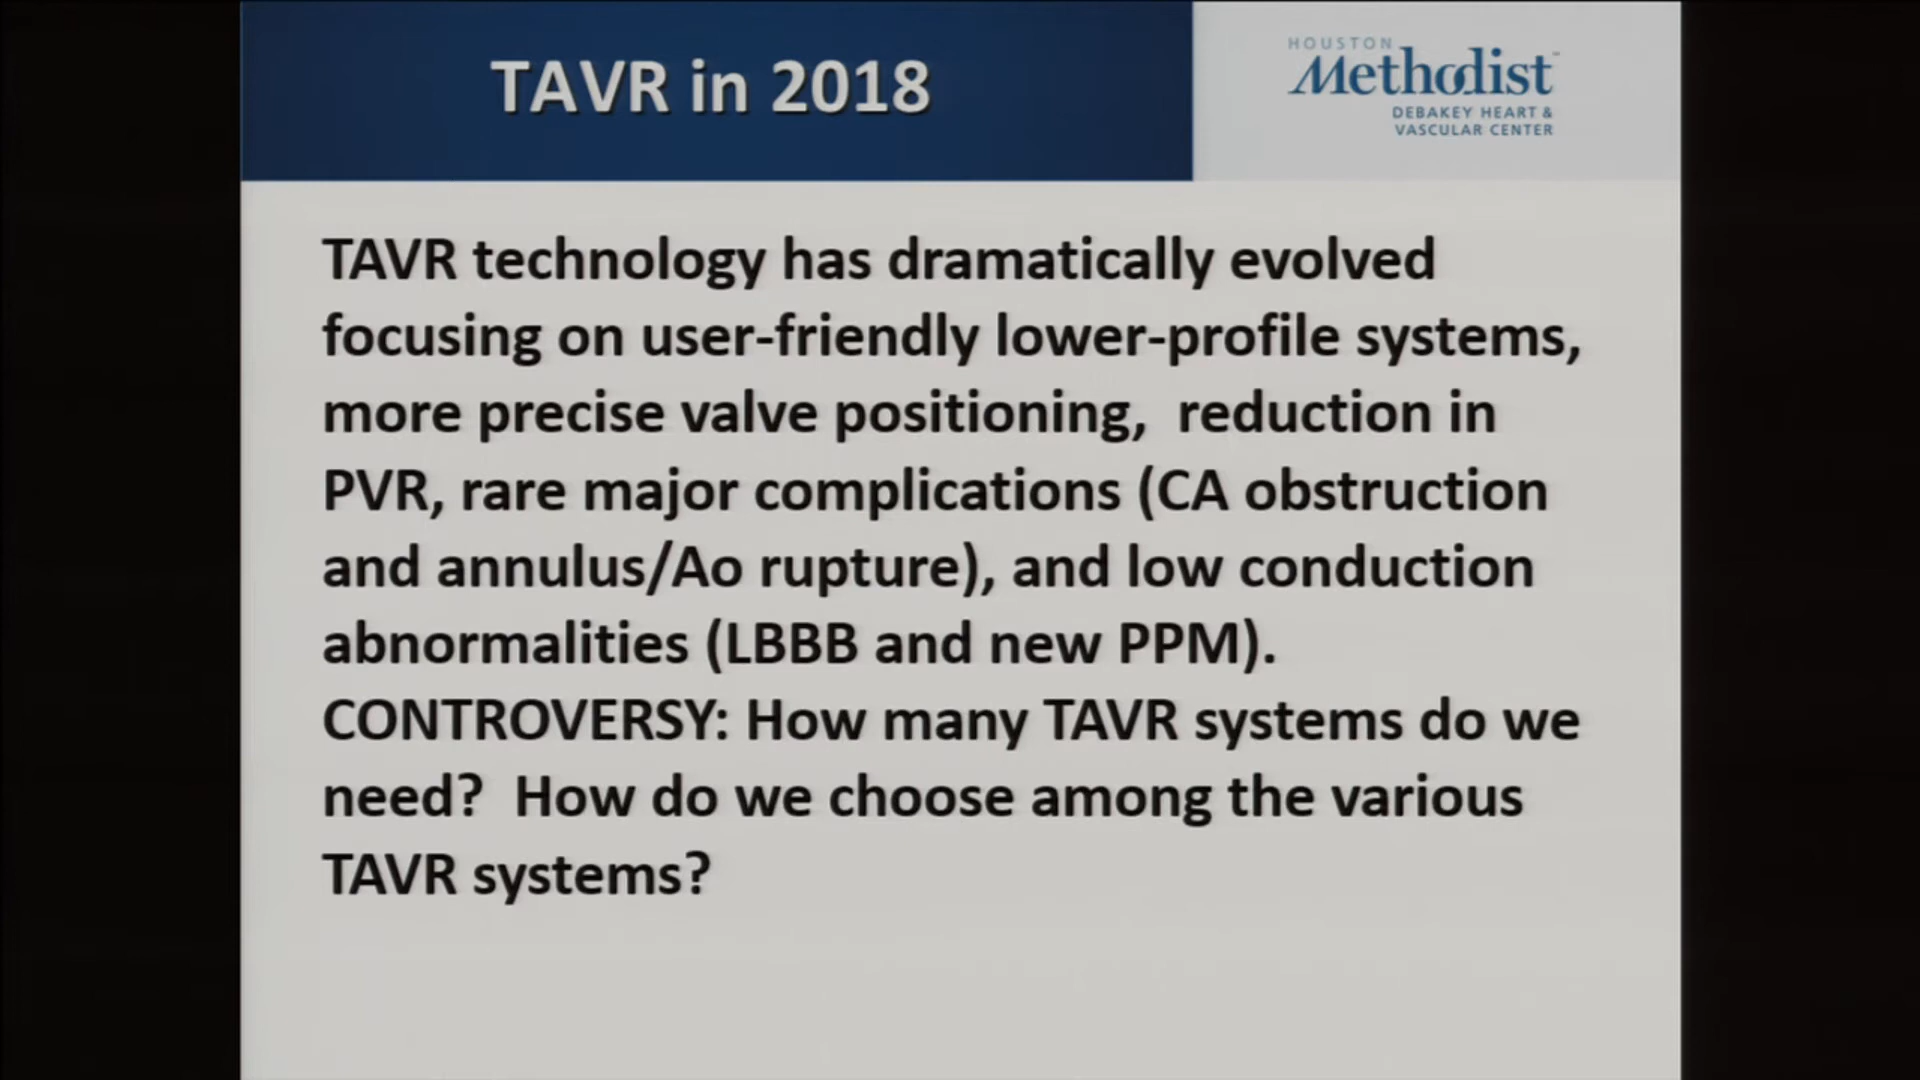 TAVR in 2018
HOUSTON
Methodist™
DEBAKEY HEART &
VASCULAR CENTER
TAVR technology has dramatically evolved
focusing on user-friendly lower-profile systems,
more precise valve positioning,  reduction in
PVR, rare major complications (CA obstruction
and annulus/Ao rupture), and low conduction
abnormalities (LBBB and new PPM).
CONTROVERSY: How many TAVR systems do we
need?  How do we choose among the various
TAVR systems?